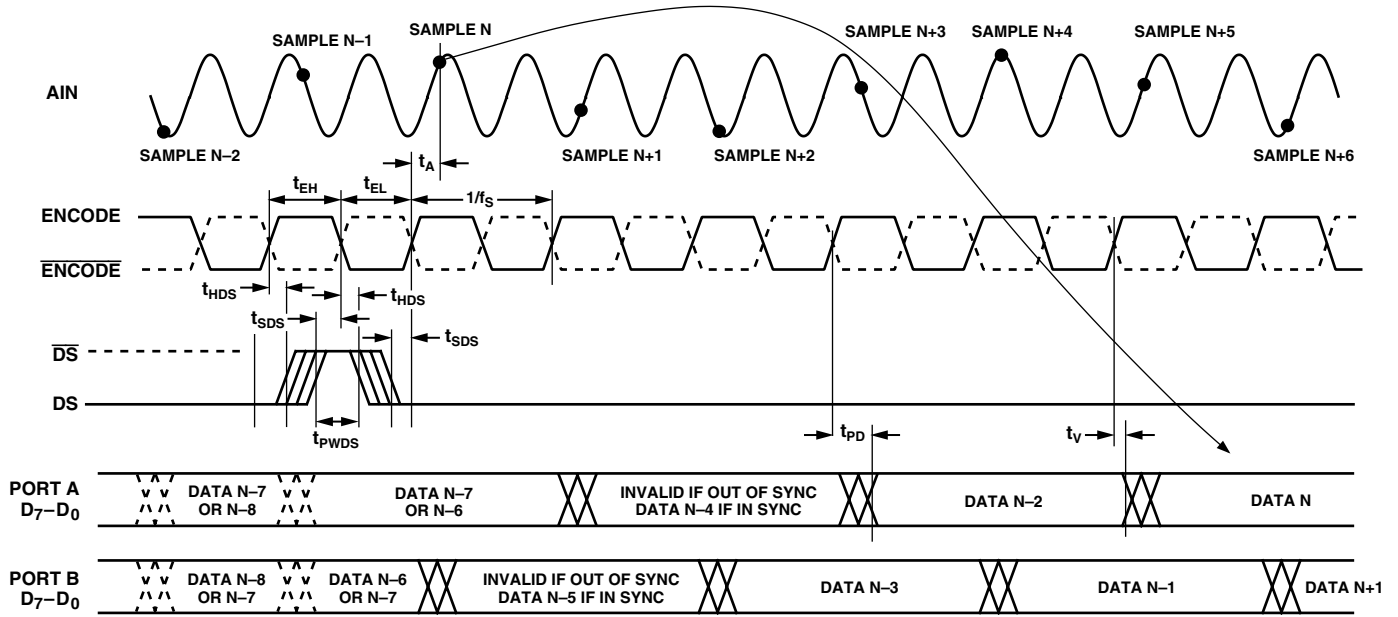 SAMPLE N–1
SAMPLE N
SAMPLE N+3
SAMPLE N+4
SAMPLE N+5
AIN
SAMPLE N–2
tA
SAMPLE N+1
SAMPLE N+2
SAMPLE N+6
tEH
tEL
1/fS
ENCODE
ENCODE
tHDS
tHDS
tSDS
tSDS
DS
DS
tPWDS
tPD
tV
PORT A
D7–D0
DATA N–7
OR N–8
DATA N–7
OR N–6
INVALID IF OUT OF SYNC
DATA N–4 IF IN SYNC
DATA N–2
DATA N
PORT B
D7–D0
DATA N–8
OR N–7
DATA N–6
OR N–7
INVALID IF OUT OF SYNC
DATA N–5 IF IN SYNC
DATA N–3
DATA N–1
DATA N+1